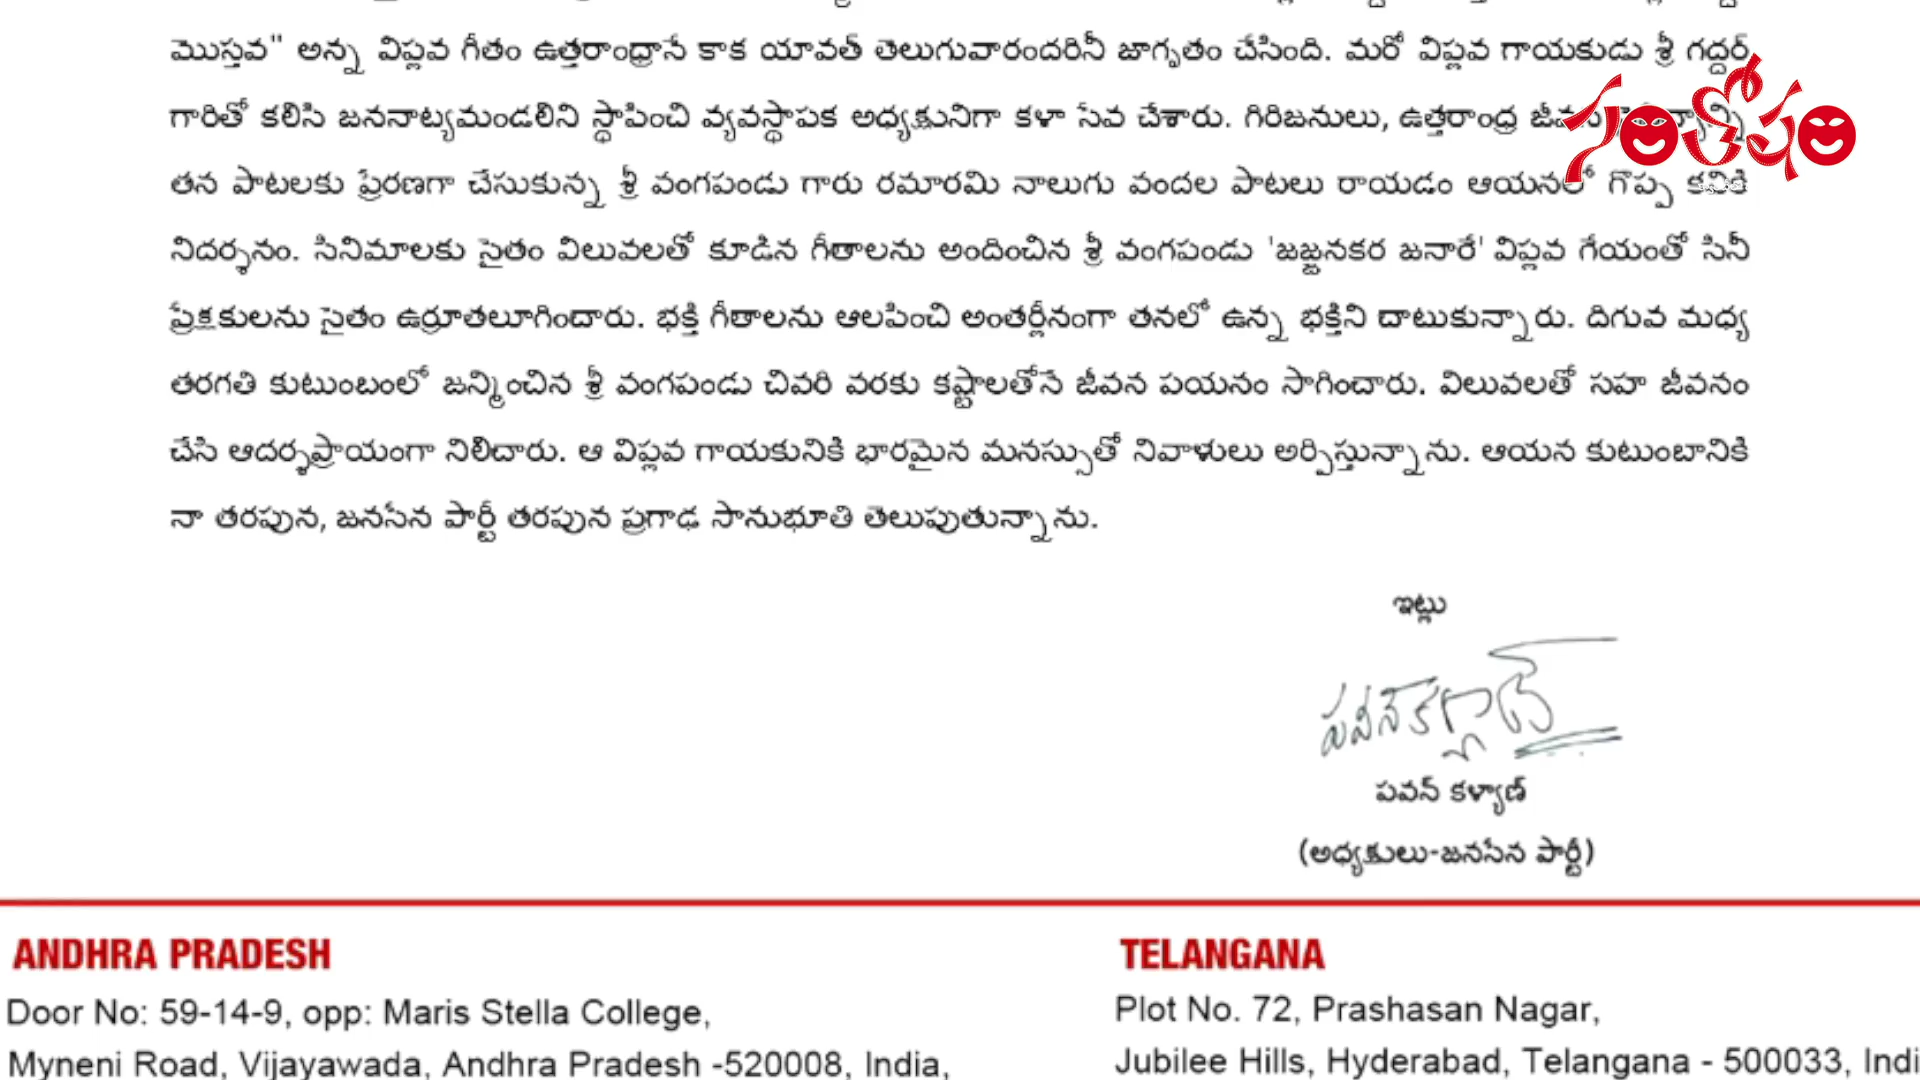 మొస్తవ" అన్న విప్లవ గీతం ఉత్తరాంధ్రానే కాక యావత్ తెలుగువారందరినీ జాగృతం చేసింది. మరో విప్లవ గాయకుడు శ్రీ గద్దర్
గారితో కలిసి జననాట్యమండలిని స్థాపించి వ్యవస్థాపక అధ్యక్షునిగా కళా సేవ చేశారు. గిరిజనులు, ఉత్తరాంధ్ర
సంతోషం
తన పాటలకు ప్రేరణగా చేసుకున్న శ్రీ వంగపండు గారు రమారమి నాలుగు వందల పాటలు రాయడం ఆయనలో గొప్ప కవికి
నిదర్శనం. సినిమాలకు సైతం విలువలతో కూడిన గీతాలను అందించిన శ్రీ వంగపండు 'జజ్జనకర జనారే' విప్లవ గేయంతో సినీ
ప్రేక్షకులను సైతం ఉర్రూతలూగించారు. భక్తి గీతాలను ఆలపించి అంతర్లీనంగా తనలో ఉన్న భక్తిని చాటుకున్నారు. దిగువ మధ్య
తరగతి కుటుంబంలో జన్మించిన శ్రీ వంగపండు చివరి వరకు కష్టాలతోనే జీవన పయనం సాగించారు. విలువలతో సహ జీవనం
చేసి ఆదర్శప్రాయంగా నిలిచారు. ఆ విప్లవ గాయకునికి భారమైన మనస్సుతో నివాళులు అర్పిస్తున్నాను. ఆయన కుటుంబానికి
నా తరపున, జనసేన పార్టీ తరపున ప్రగాఢ సానుభూతి తెలుపుతున్నాను.
ఇట్లు
పవన్ కళ్యాణ్
పవన్ కళ్యాణ్
(అధ్యక్షులు-జనసేన పార్టీ)
ANDHRA PRADESH
Door No: 59-14-9, opp: Maris Stella College,
Myneni Road, Vijayawada, Andhra Pradesh -520008, India,
TELANGANA
Plot No. 72, Prashasan Nagar,
Jubilee Hills, Hyderabad, Telangana - 500033, Indi